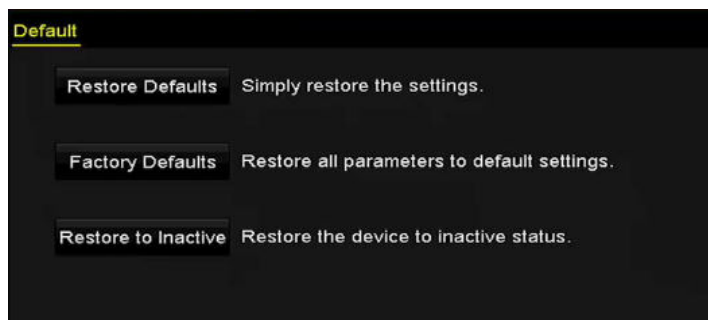 Default
Restore Defaults Simply restore the settings.
Factory Defaults Restore all parameters to default settings.
Restore to Inactive Restore the device to inactive status.